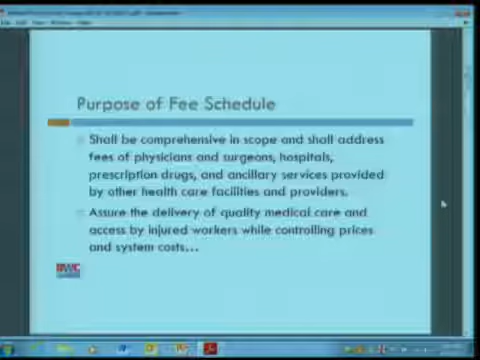 Purpose of Fee Schedule
Shall be comprehensive in scope and shall address
fees of physicians and surgeons, hospitals,
prescription drugs, and ancillary services provided
by other health care facilities and providers.
Assure the delivery of quality medical care and
access by injured workers while controlling prices
and system costs…